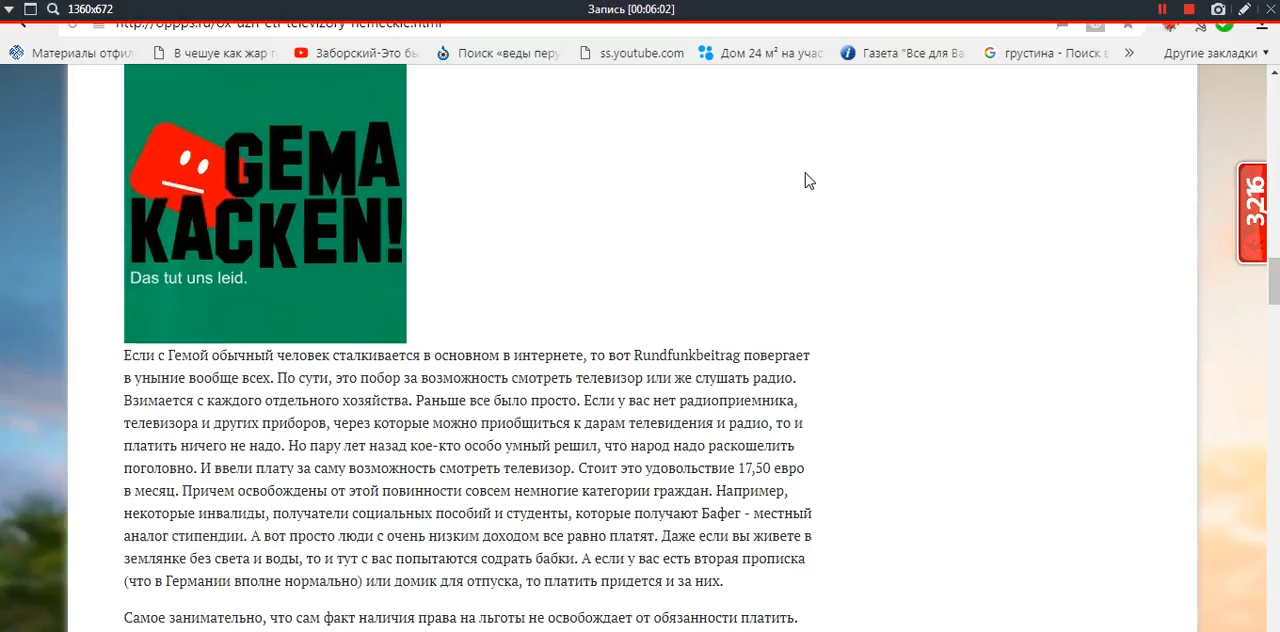 1360x672
Запись [00:06:02]
Материалы отфил
В чешуе как жар г
Заборский-Это бы
Поиск «веды перу
ss.youtube.com
Дом 24 м² на учас
Газета "Все для Ва
грустина - Поиск в
»
Другие закладки
GEMA
KACKEN!
Das tut uns leid.
3,216
Если с Гемой обычный человек сталкивается в основном в интернете, то вот Rundfunkbeitrag повергает
в уныние вообще всех. По сути, это побор за возможность смотреть телевизор или же слушать радио.
Взимается с каждого отдельного хозяйства. Раньше все было просто. Если у вас нет радиоприемника,
телевизора и других приборов, через которые можно приобщиться к дарам телевидения и радио, то и
платить ничего не надо. Но пару лет назад кое-кто особо умный решил, что народ надо раскошелить
поголовно. И ввели плату за саму возможность смотреть телевизор. Стоит это удовольствие 17,50 евро
в месяц. Причем освобождены от этой повинности совсем немногие категории граждан. Например,
некоторые инвалиды, получатели социальных пособий и студенты, которые получают Бафег - местный
аналог стипендии. А вот просто люди с очень низким доходом все равно платят. Даже если вы живете в
землянке без света и воды, то и тут с вас попытаются содрать бабки. А если у вас есть вторая прописка
(что в Германии вполне нормально) или домик для отпуска, то платить придется и за них.
Самое занимательно, что сам факт наличия права на льготы не освобождает от обязанности платить.